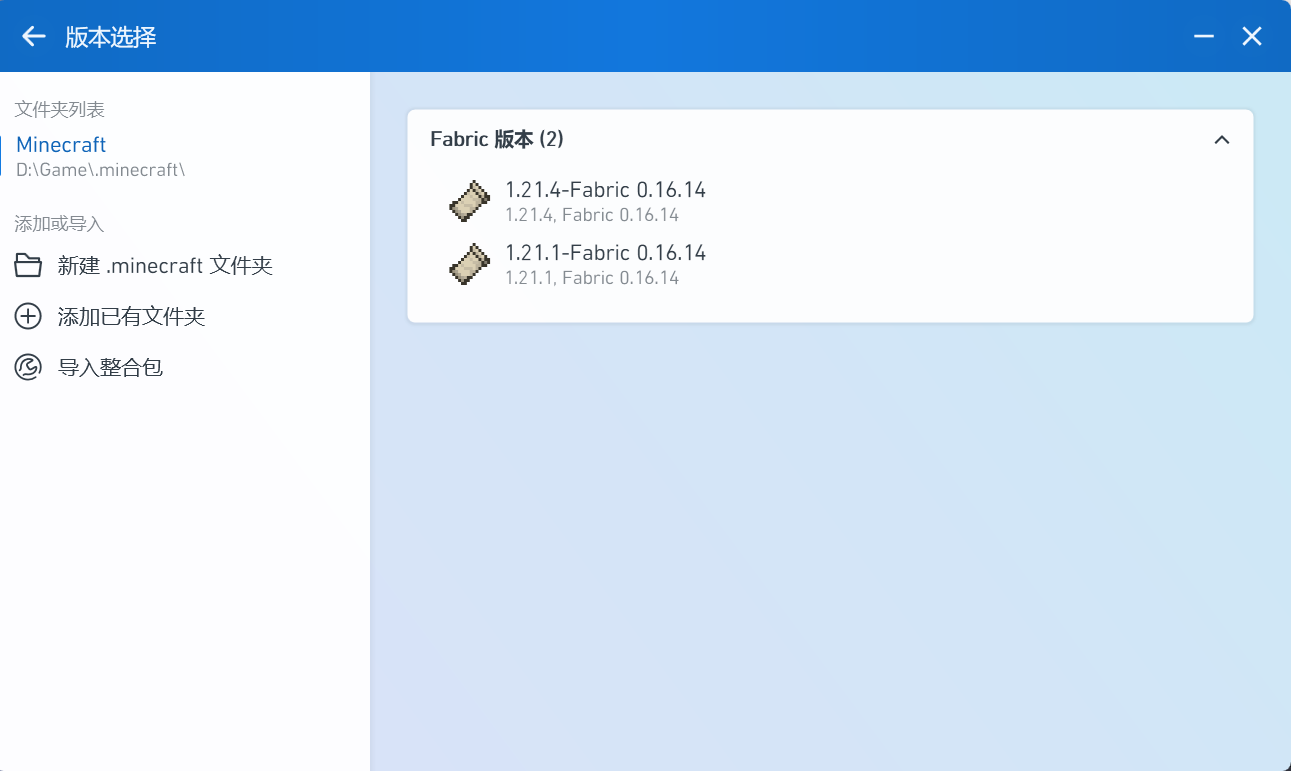 版本选择
文件夹列表
Minecraft
D:\Game\.minecraft\
添加或导入
新建 .minecraft 文件夹
添加已有文件夹
导入整合包
Fabric 版本 (2)
1.21.4-Fabric 0.16.14
1.21.4, Fabric 0.16.14
1.21.1-Fabric 0.16.14
1.21.1, Fabric 0.16.14